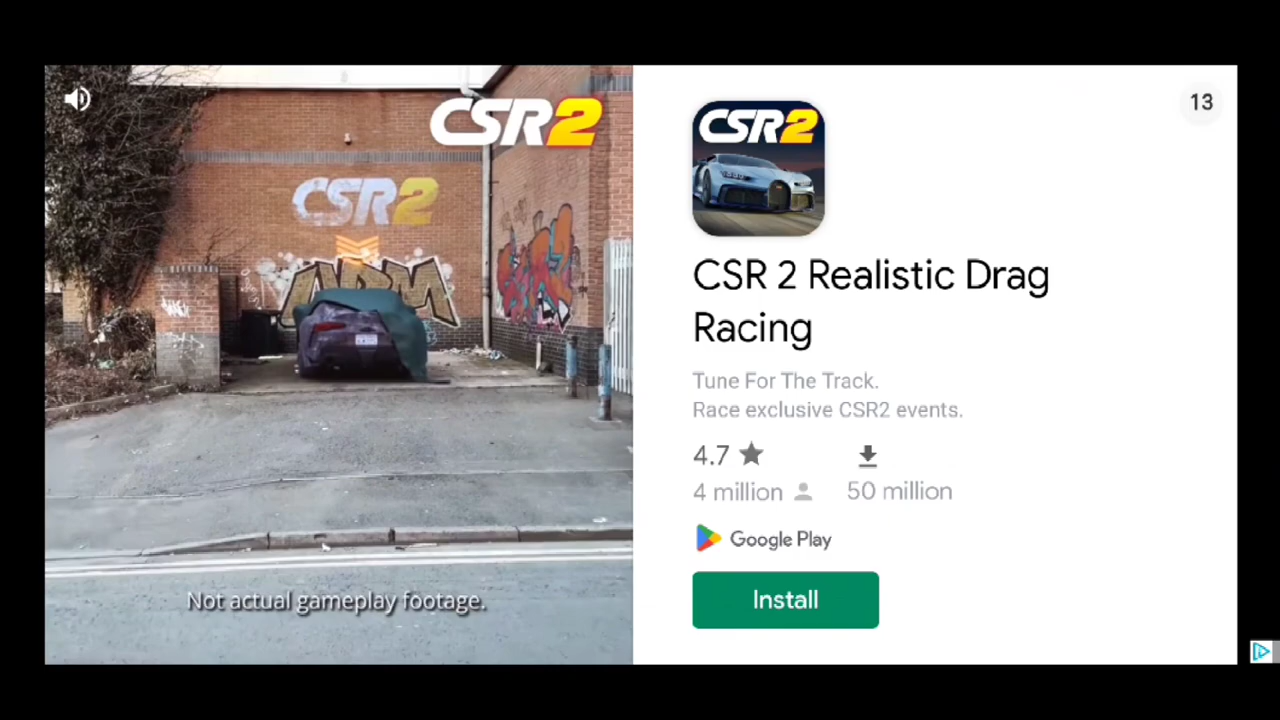 CSR2
CSR2
Not actual gameplay footage.
13
CSR2
CSR 2 Realistic Drag
Racing
Tune For The Track.
Race exclusive CSR2 events.
4.7
4 million
50 million
Google Play
Install